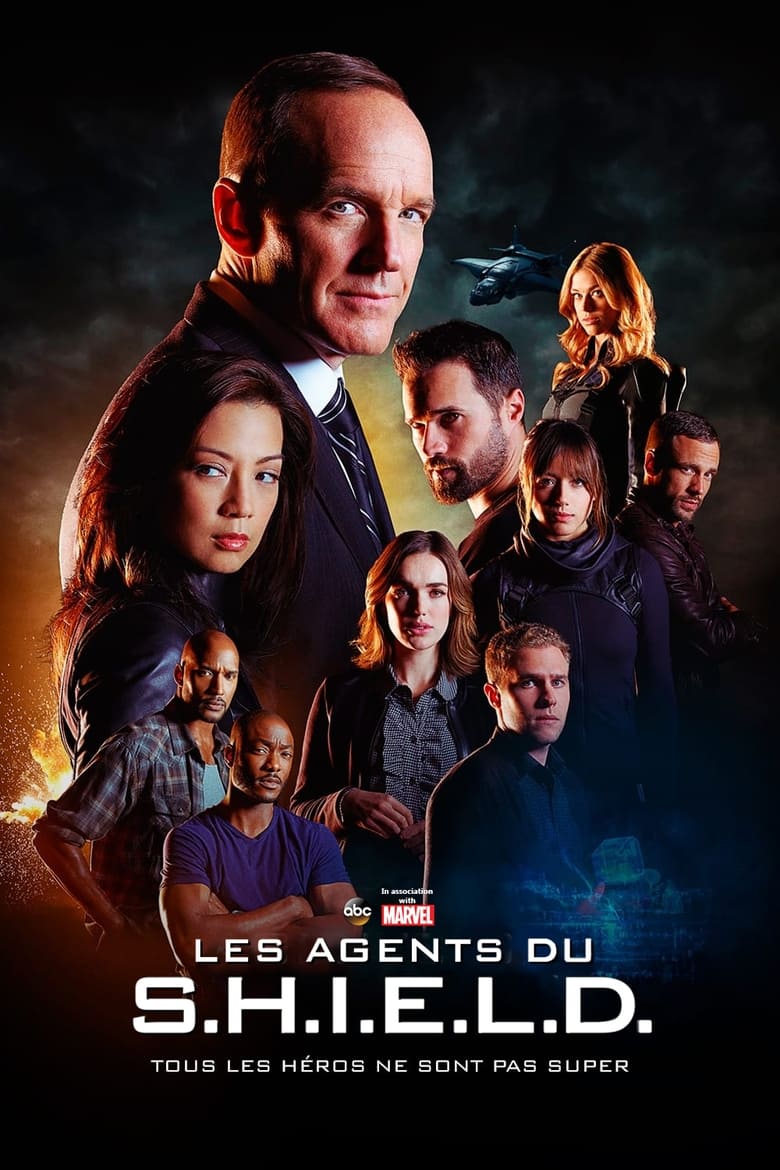 In association
with
abc
MARVEL
LES AGENTS DU
S.H.I.E.L.D.
TOUS LES HÉROS NE SONT PAS SUPER